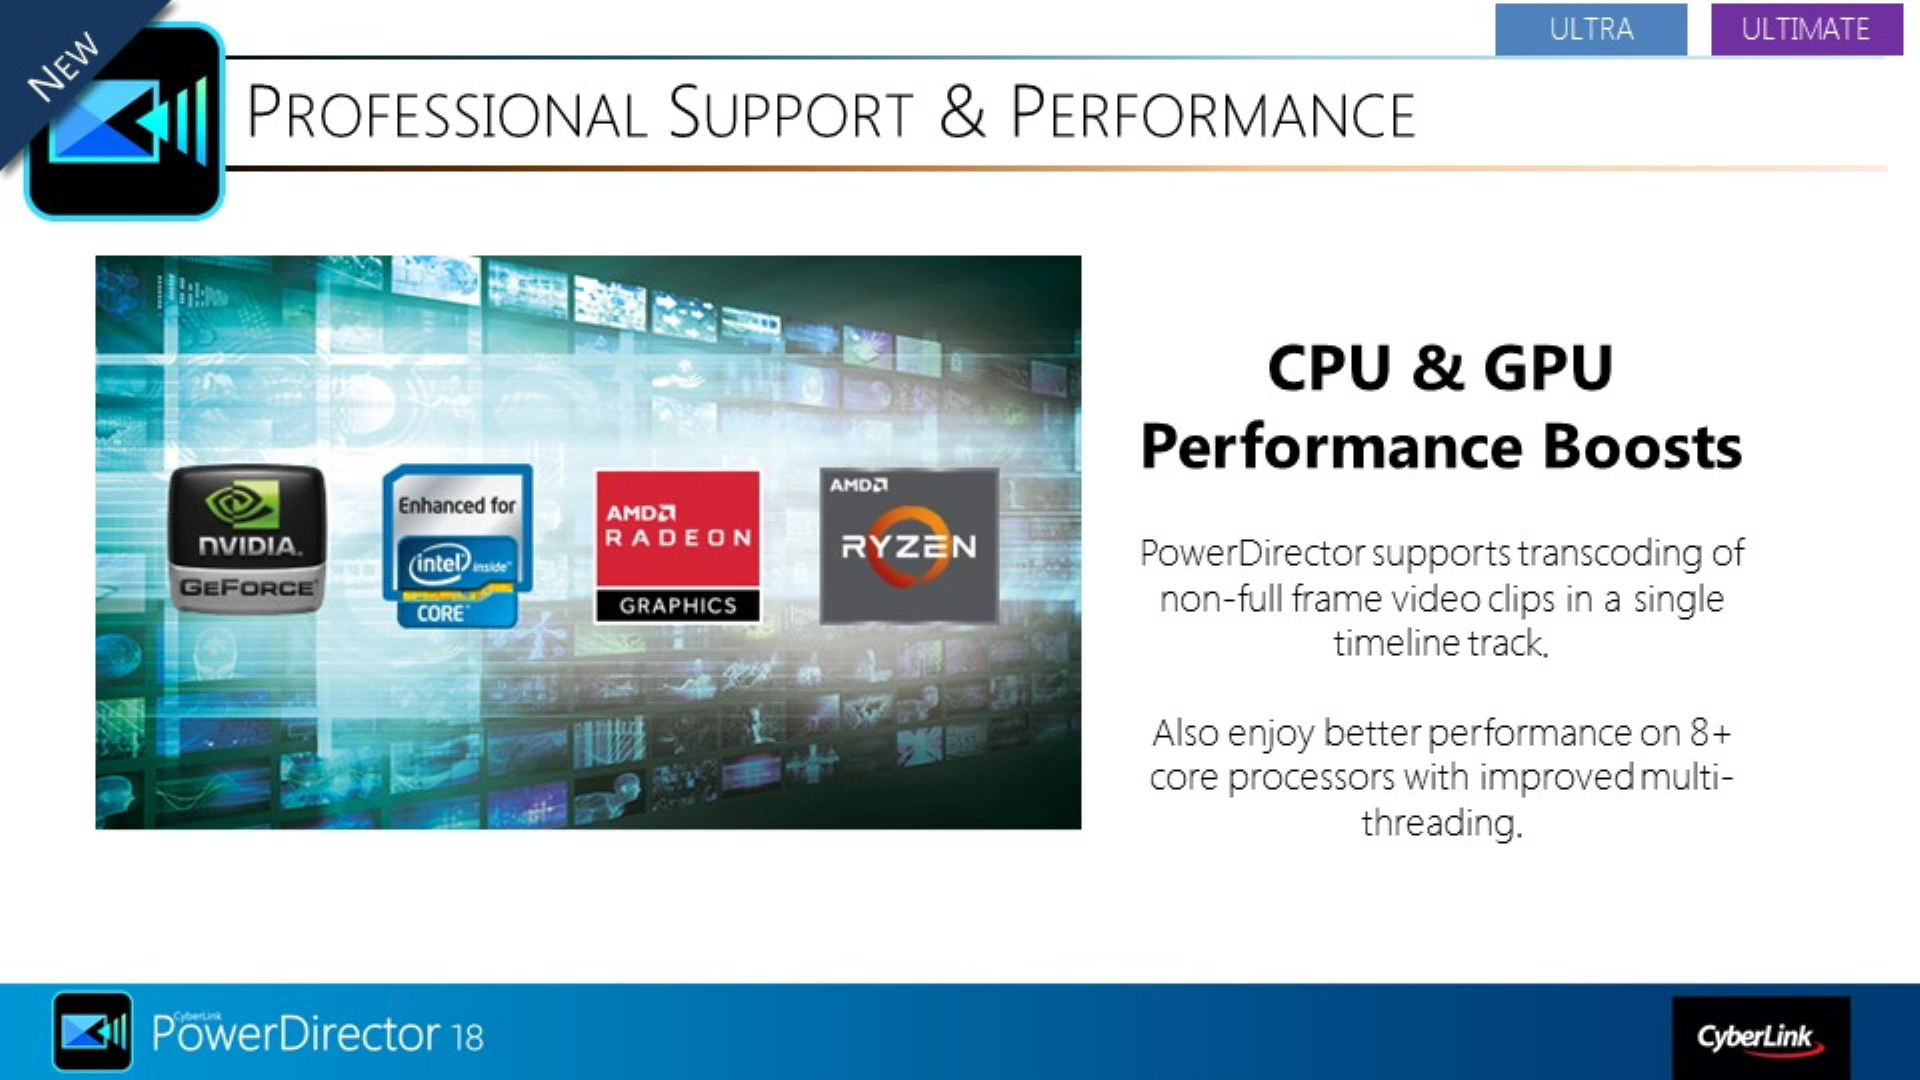 NEW
ULTRA
ULTIMATE
PROFESSIONAL SUPPORT & PERFORMANCE
NVIDIA.
GEFORCE
Enhanced for
intel inside™
CORE™
AMD
RADEON
GRAPHICS
AMD
RYZEN
CPU & GPU
Performance Boosts
PowerDirector supports transcoding of
non-full frame video clips in a single
timeline track.
Also enjoy better performance on 8+
core processors with improved multi-
threading.
CyberLink
PowerDirector 18
CyberLink